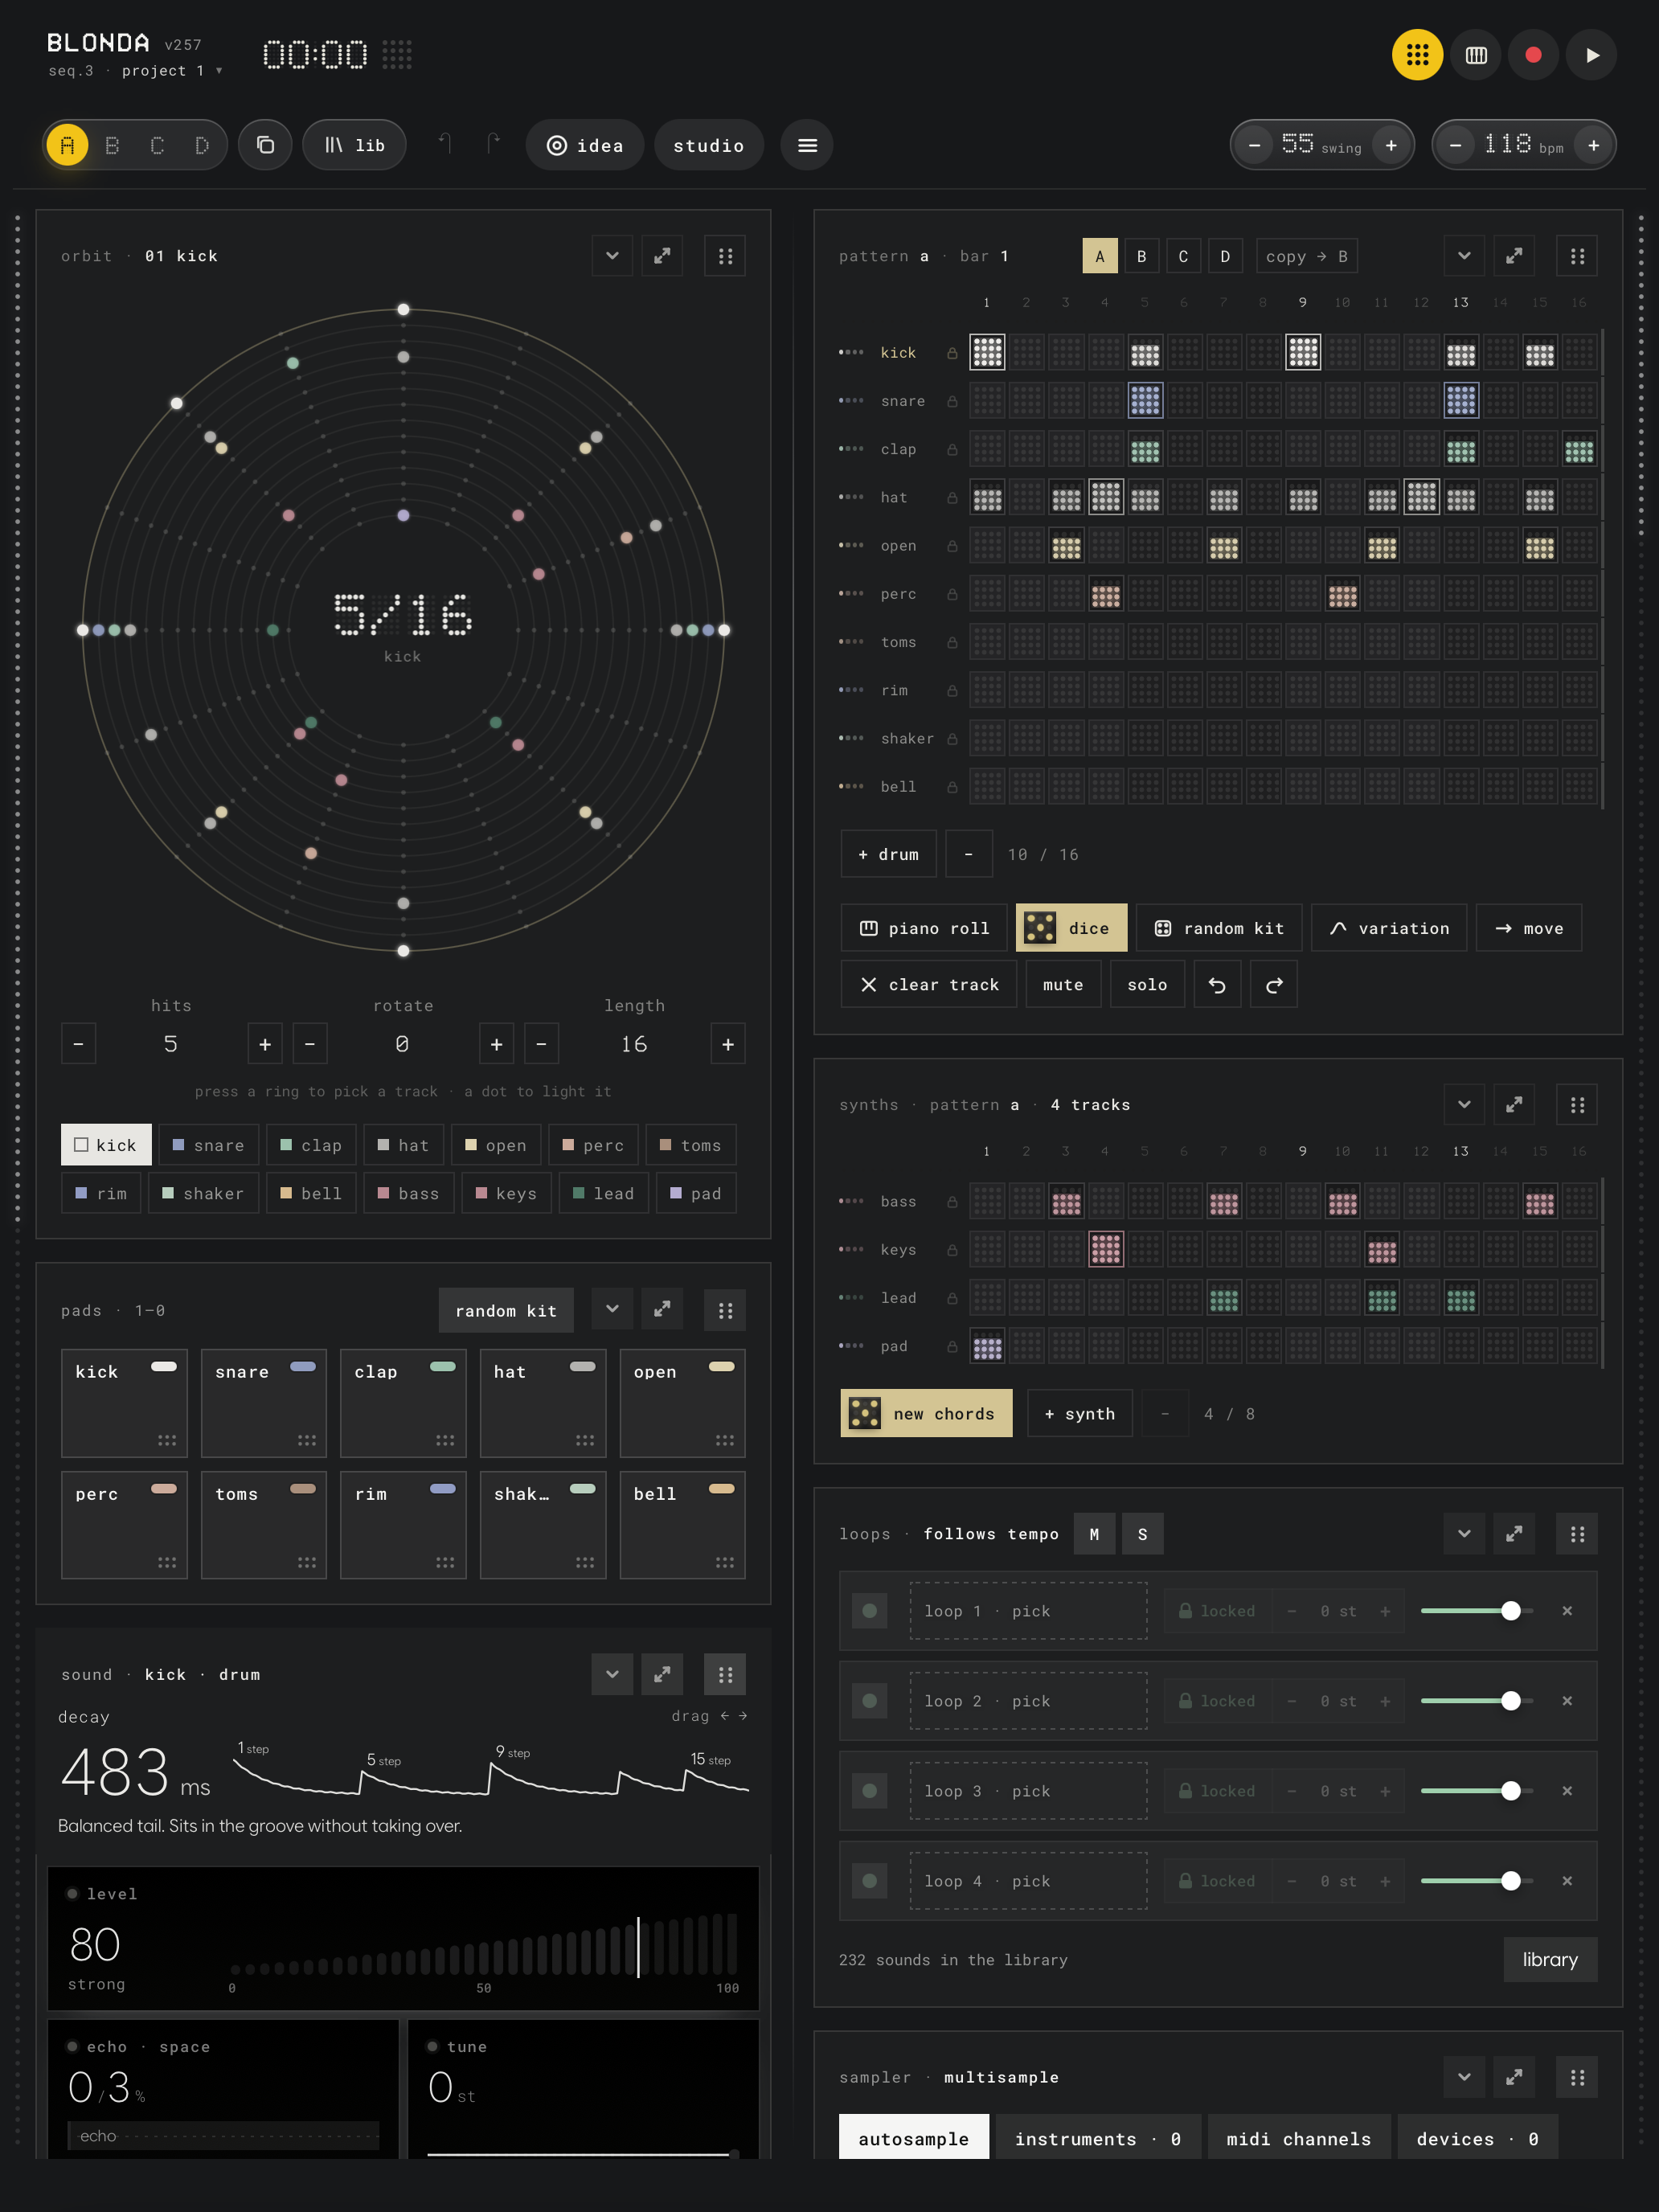 BLONDA v257
seq.3 · project 1 ▾
00:00
A B C D
lib
idea
studio
− 55 swing +
− 118 bpm +
orbit · 01 kick
5/16
kick
hits rotate length
− 5 + − 0 + − 16 +
press a ring to pick a track · a dot to light it
kick snare clap hat open perc toms
rim shaker bell bass keys lead pad
pads · 1–0 random kit
kick snare clap hat open
perc toms rim shak… bell
sound · kick · drum
decay drag ← →
483 ms
1 step 5 step 9 step 15 step
Balanced tail. Sits in the groove without taking over.
level
80
strong
0 50 100
echo · space
0/3 %
echo
tune
0 st
pattern a · bar 1 A B C D copy → B
1 2 3 4 5 6 7 8 9 10 11 12 13 14 15 16
kick
snare
clap
hat
open
perc
toms
rim
shaker
bell
+ drum − 10 / 16
piano roll dice random kit variation → move
clear track mute solo
synths · pattern a · 4 tracks
1 2 3 4 5 6 7 8 9 10 11 12 13 14 15 16
bass
keys
lead
pad
new chords + synth − 4 / 8
loops · follows tempo M S
loop 1 · pick locked − 0 st + ×
loop 2 · pick locked − 0 st + ×
loop 3 · pick locked − 0 st + ×
loop 4 · pick locked − 0 st + ×
232 sounds in the library library
sampler · multisample
autosample instruments · 0 midi channels devices · 0